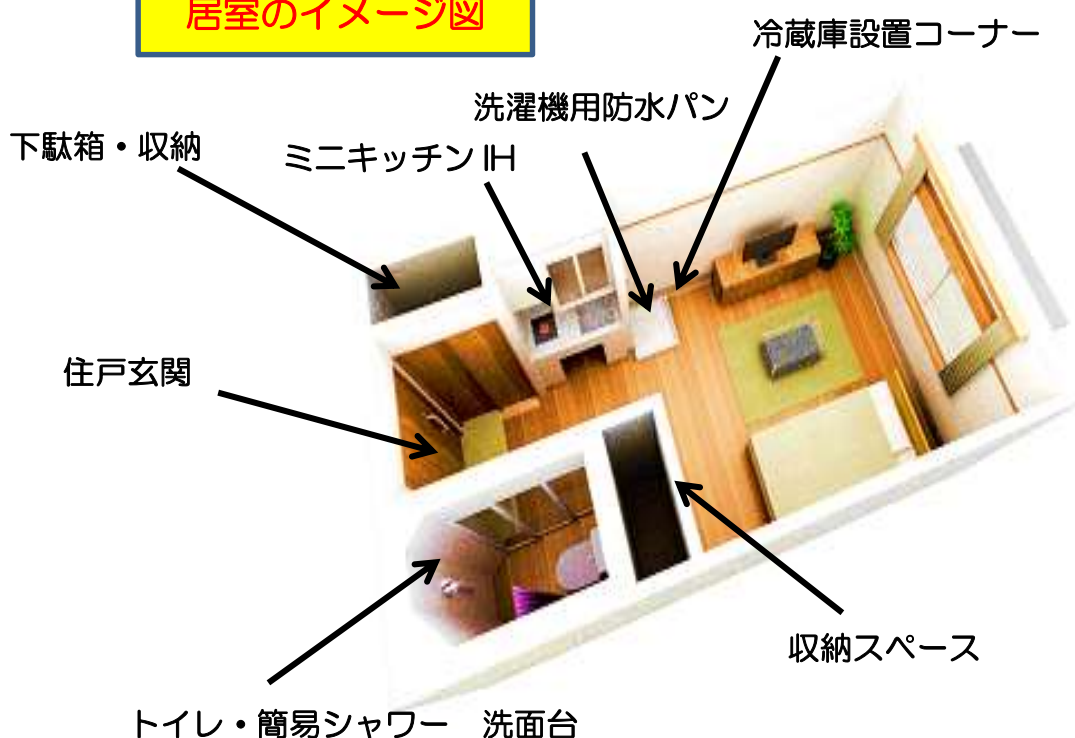 居室のイメージ図
冷蔵庫設置コーナー
洗濯機用防水パン
下駄箱・収納
ミニキッチンIH
住戸玄関
収納スペース
トイレ・簡易シャワー　洗面台